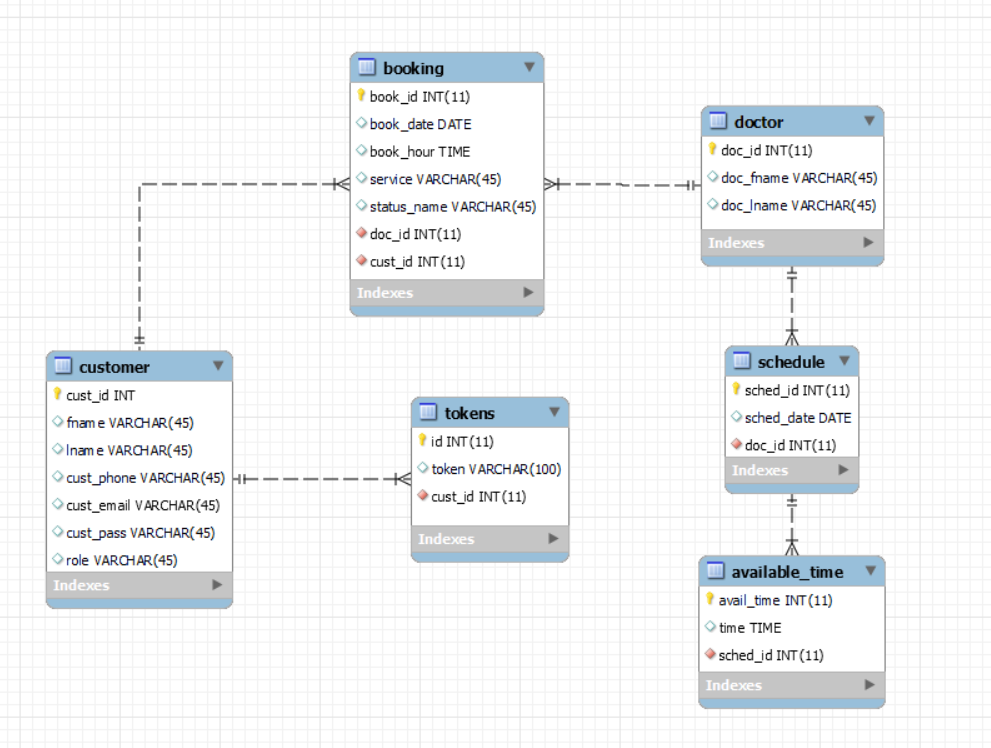 booking
book_id INT(11)
book_date DATE
book_hour TIME
service VARCHAR(45)
status_name VARCHAR(45)
doc_id INT(11)
cust_id INT(11)
Indexes
doctor
doc_id INT(11)
doc_fname VARCHAR(45)
doc_lname VARCHAR(45)
Indexes
customer
cust_id INT
fname VARCHAR(45)
lname VARCHAR(45)
cust_phone VARCHAR(45)
cust_email VARCHAR(45)
cust_pass VARCHAR(45)
role VARCHAR(45)
Indexes
tokens
id INT(11)
token VARCHAR(100)
cust_id INT(11)
Indexes
schedule
sched_id INT(11)
sched_date DATE
doc_id INT(11)
Indexes
available_time
avail_time INT(11)
time TIME
sched_id INT(11)
Indexes